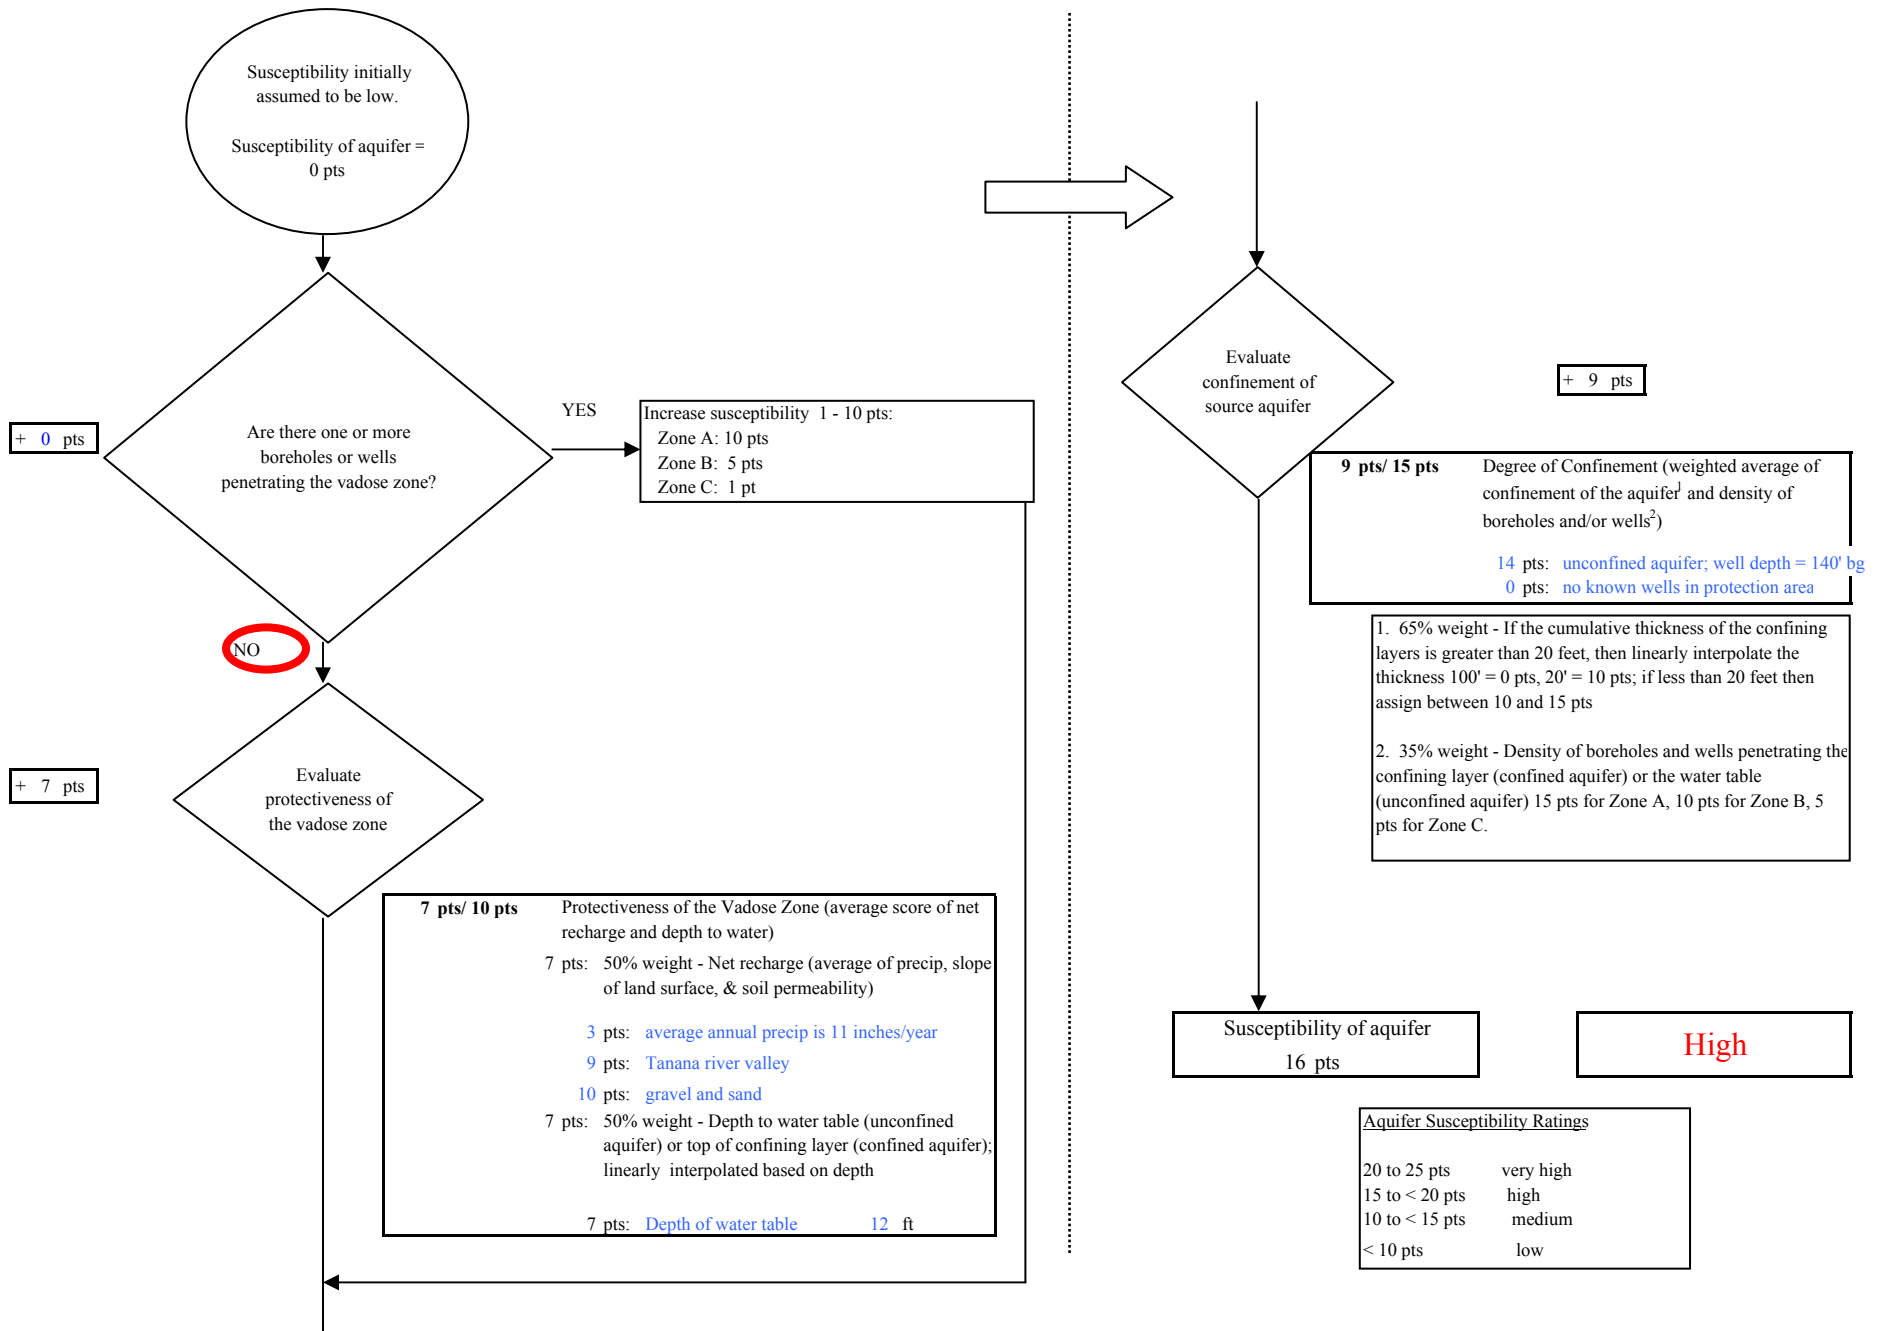 Susceptibility initially
assumed to be low.
Susceptibility of aquifer =
0 pts
+ 0 pts
Are there one or more
boreholes or wells
penetrating the vadose zone?
YES
Increase susceptibility 1 - 10 pts:
Zone A: 10 pts
Zone B: 5 pts
Zone C: 1 pt
NO
+ 7 pts
Evaluate
protectiveness of
the vadose zone
7 pts/ 10 pts
Protectiveness of the Vadose Zone (average score of net
recharge and depth to water)
7 pts: 50% weight - Net recharge (average of precip, slope
of land surface, & soil permeability)
3 pts: average annual precip is 11 inches/year
9 pts: Tanana river valley
10 pts: gravel and sand
7 pts: 50% weight - Depth to water table (unconfined
aquifer) or top of confining layer (confined aquifer);
linearly interpolated based on depth
7 pts: Depth of water table 12 ft
Evaluate
confinement of
source aquifer
+ 9 pts
9 pts/ 15 pts
Degree of Confinement (weighted average of
confinement of the aquifer1 and density of
boreholes and/or wells2)
14 pts: unconfined aquifer; well depth = 140' bg
0 pts: no known wells in protection area
1. 65% weight - If the cumulative thickness of the confining
layers is greater than 20 feet, then linearly interpolate the
thickness 100' = 0 pts, 20' = 10 pts; if less than 20 feet then
assign between 10 and 15 pts
2. 35% weight - Density of boreholes and wells penetrating the
confining layer (confined aquifer) or the water table
(unconfined aquifer) 15 pts for Zone A, 10 pts for Zone B, 5
pts for Zone C.
Susceptibility of aquifer
16 pts
High
Aquifer Susceptibility Ratings
20 to 25 pts very high
15 to < 20 pts high
10 to < 15 pts medium
< 10 pts low